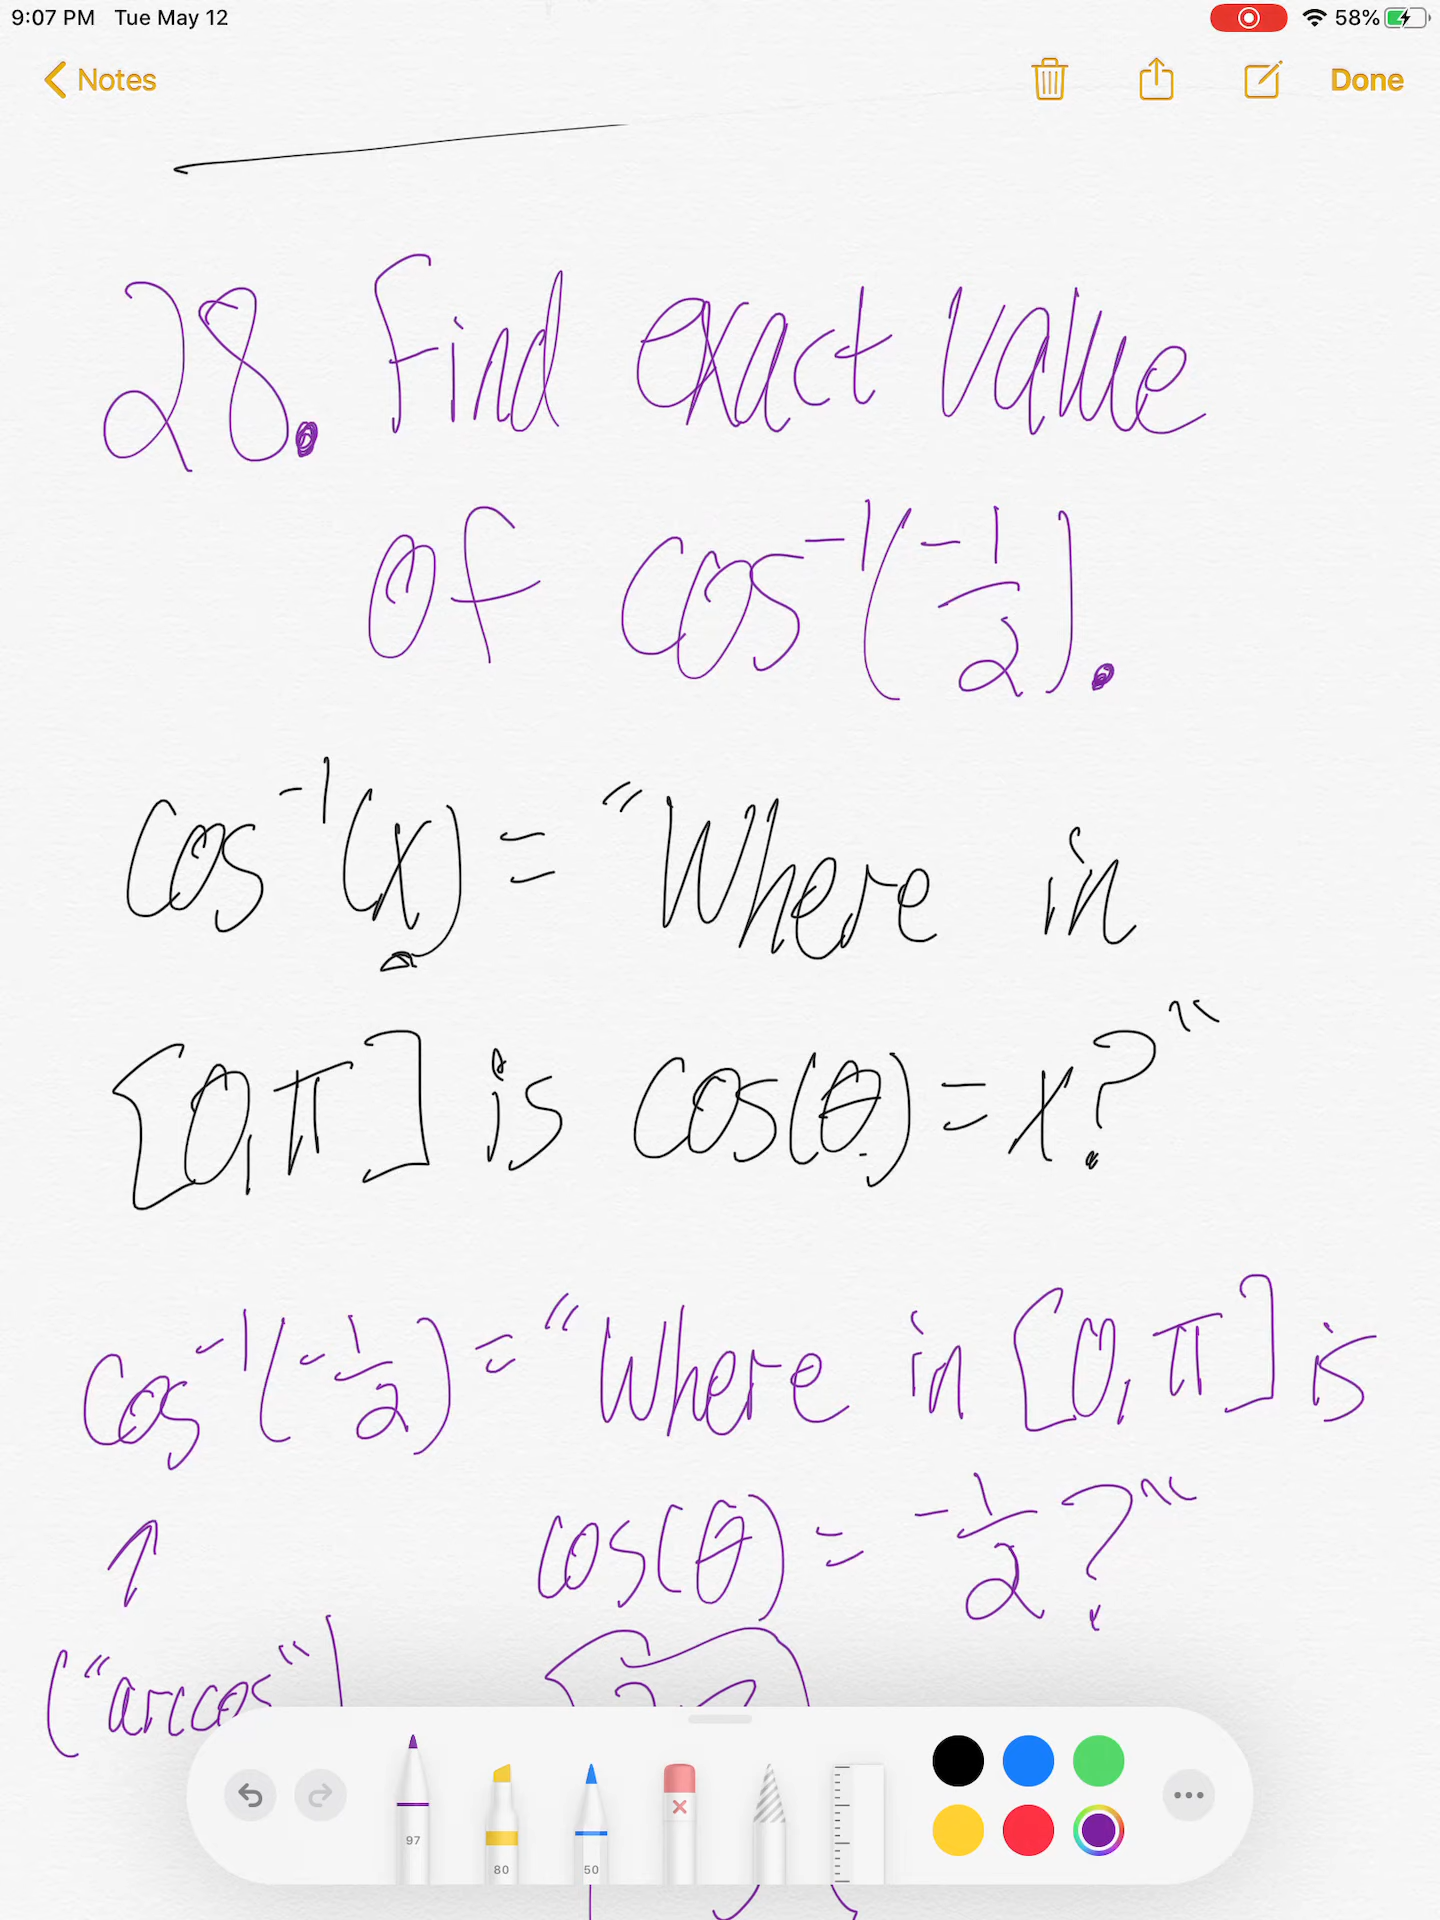 9:07 PM Tue May 12 58%
Notes Done
28. Find exact value
of cos⁻¹(-1/2).
cos⁻¹(x) = "Where in
[0,π] is cos(θ) = x?"
cos⁻¹(-1/2) = "Where in [0,π] is
cos(θ) = -1/2?"
("arccos")
97
80
50